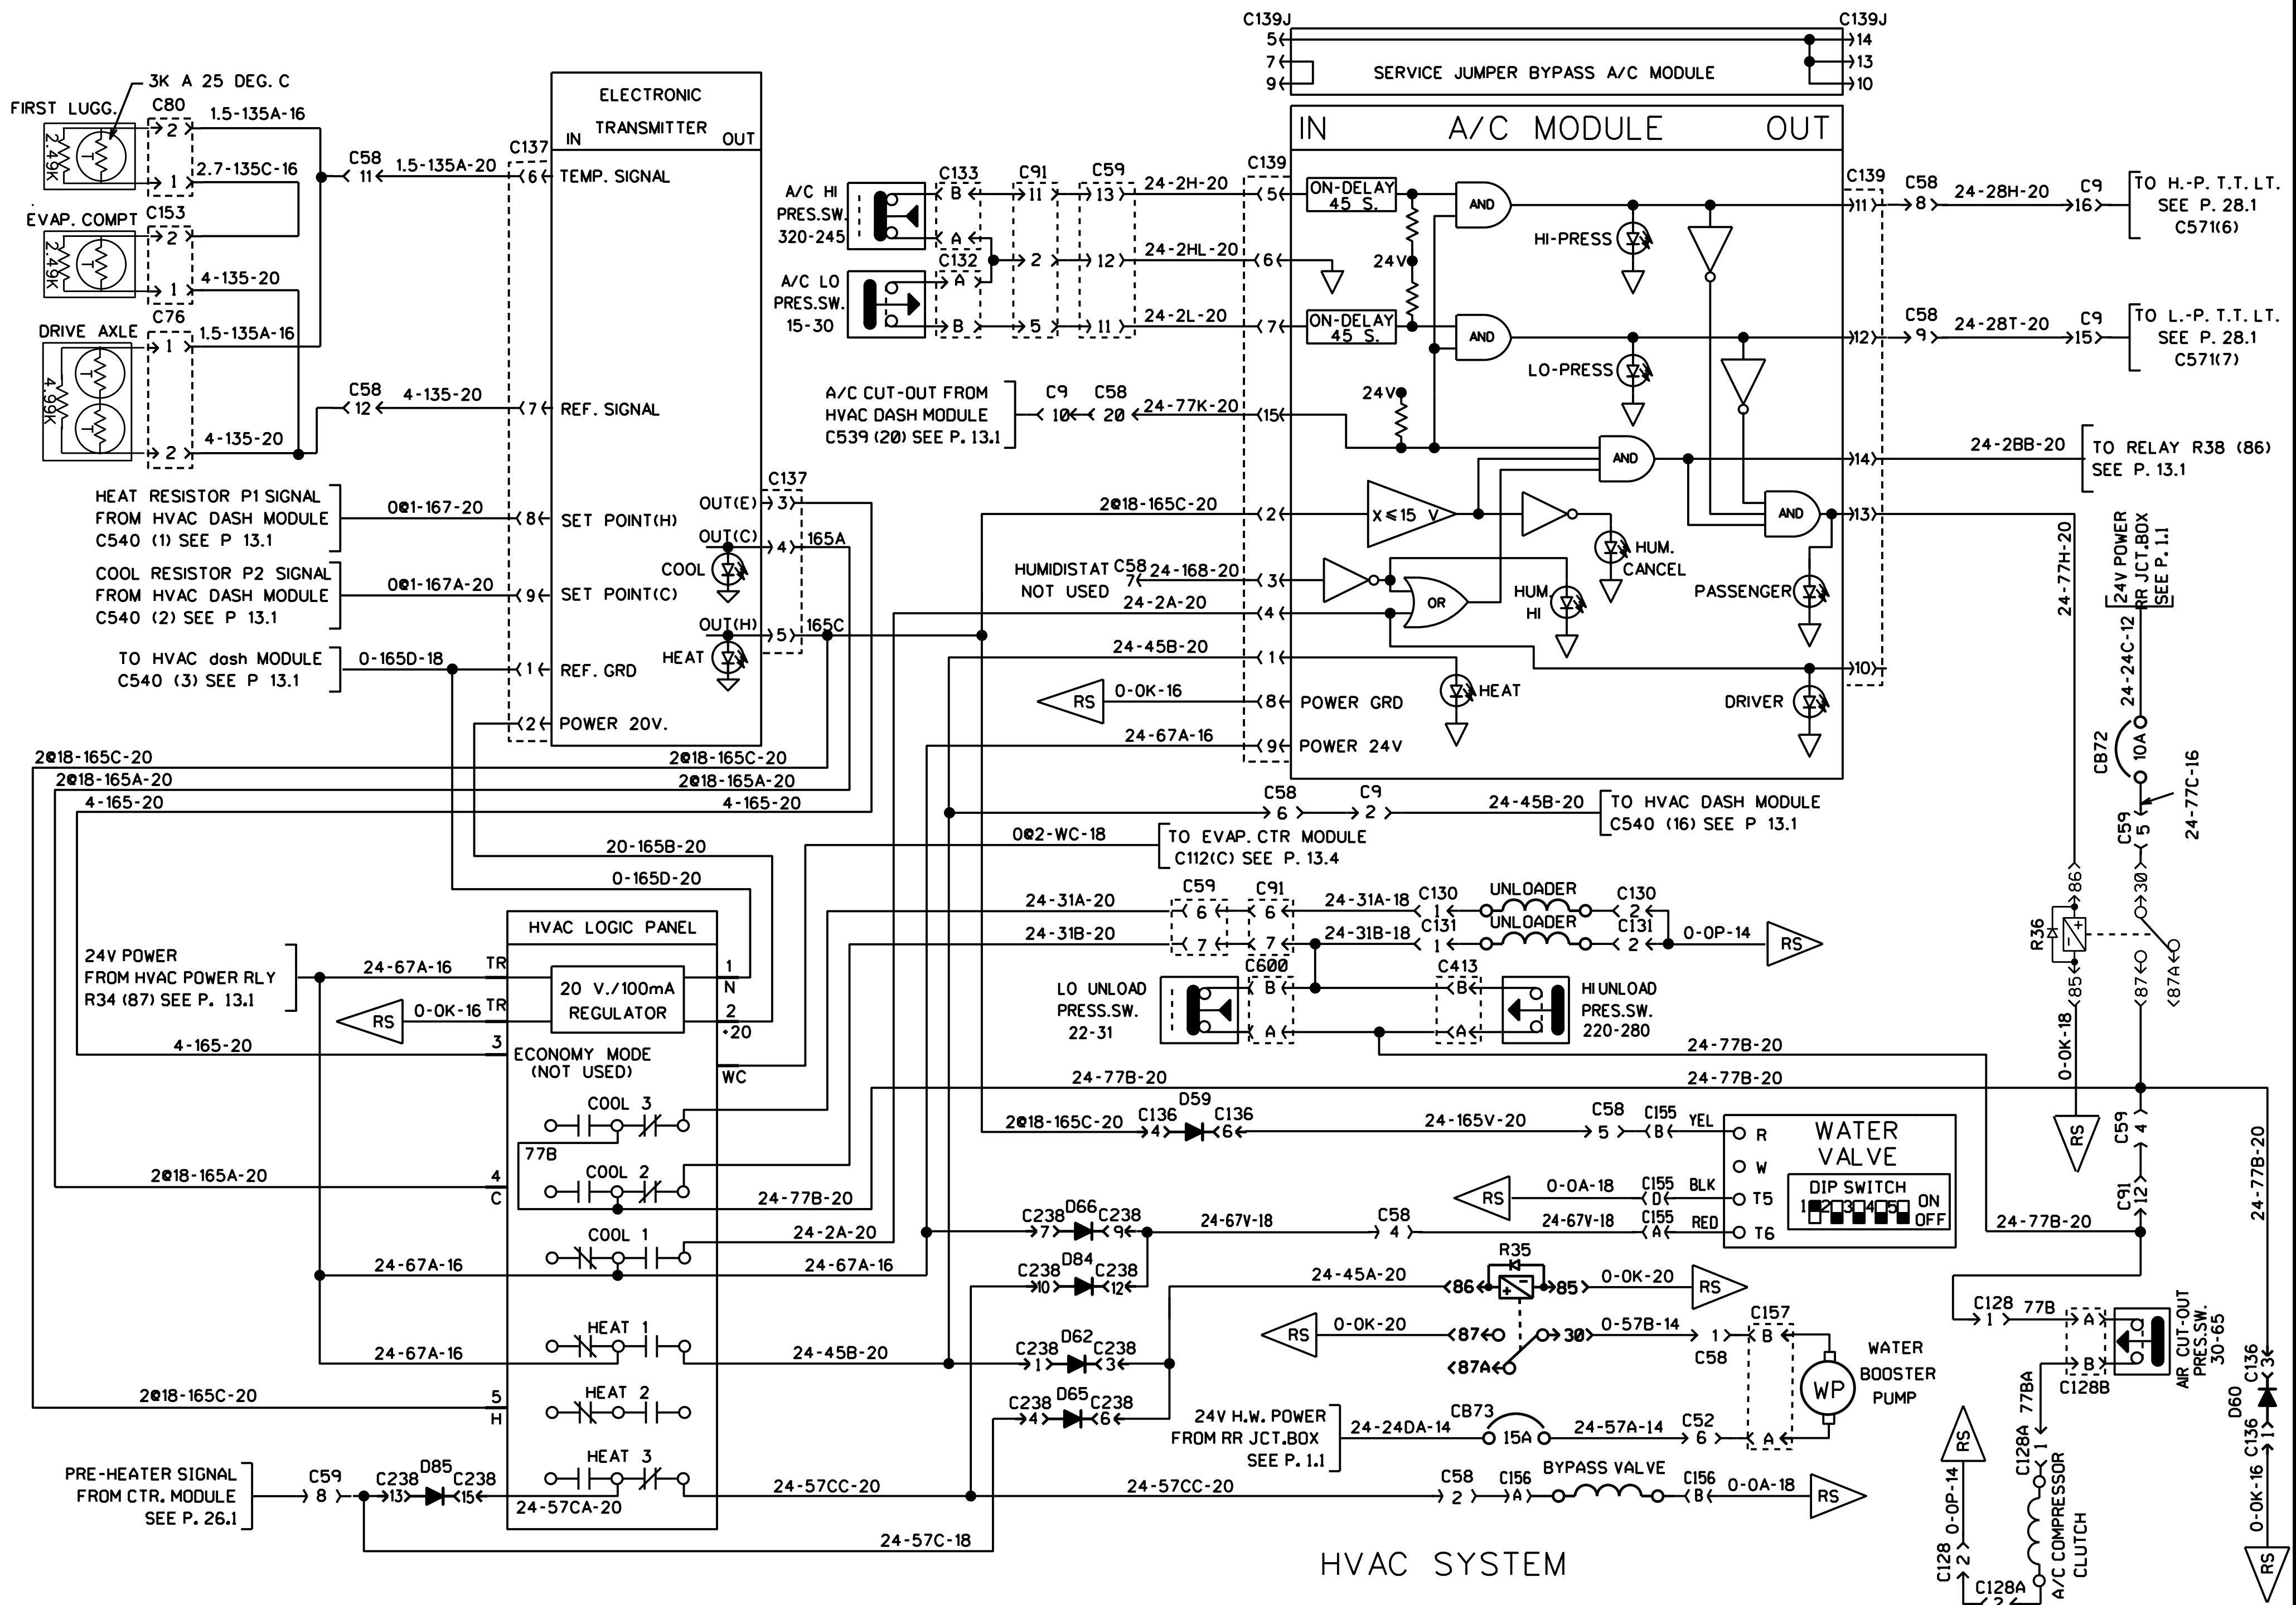 C139J
C139J
5
14
7
13
9
10
SERVICE JUMPER BYPASS A/C MODULE
3K A 25 DEG. C
FIRST LUGG.
C80
2
1.5-135A-16
2.49K
T
1
2.7-135C-16
EVAP. COMPT
C153
2
2.49K
T
1
4-135-20
DRIVE AXLE
C76
1
1.5-135A-16
4.99K
2
4-135-20
C58
11
1.5-135A-20
C58
12
4-135-20
C137
ELECTRONIC
TRANSMITTER
IN
OUT
6
TEMP. SIGNAL
7
REF. SIGNAL
HEAT RESISTOR P1 SIGNAL
FROM HVAC DASH MODULE
C540 (1) SEE P 13.1
0@1-167-20
8
SET POINT(H)
COOL RESISTOR P2 SIGNAL
FROM HVAC DASH MODULE
C540 (2) SEE P 13.1
0@1-167A-20
9
SET POINT(C)
TO HVAC dash MODULE
C540 (3) SEE P 13.1
0-165D-18
1
REF. GRD
2
POWER 20V.
C137
OUT(E)
3
OUT(C)
4
165A
COOL
OUT(H)
5
165C
HEAT
2@18-165C-20
2@18-165C-20
2@18-165A-20
2@18-165A-20
4-165-20
4-165-20
20-165B-20
0-165D-20
A/C HI
PRES.SW.
320-245
C133
B
A
C91
11
C59
13
24-2H-20
2
12
24-2HL-20
A/C LO
PRES.SW.
15-30
C132
A
B
5
11
24-2L-20
A/C CUT-OUT FROM
HVAC DASH MODULE
C539 (20) SEE P. 13.1
C9
10
C58
20
24-77K-20
2@18-165C-20
HUMIDISTAT
NOT USED
C58
7
24-168-20
24-2A-20
24-45B-20
RS
0-0K-16
24-67A-16
IN
A/C MODULE
OUT
C139
5
ON-DELAY
45 S.
AND
6
24V
7
ON-DELAY
45 S.
AND
15
24V
HI-PRESS
LO-PRESS
AND
2
X ≤ 15 V
HUM.
CANCEL
3
OR
HUM.
HI
4
1
HEAT
8
POWER GRD
9
POWER 24V
AND
PASSENGER
DRIVER
C139
11
12
14
13
10
C58
8
24-28H-20
C9
16
TO H.-P. T.T. LT.
SEE P. 28.1
C571(6)
C58
9
24-28T-20
C9
15
TO L.-P. T.T. LT.
SEE P. 28.1
C571(7)
24-2BB-20
TO RELAY R38 (86)
SEE P. 13.1
24-77H-20
24V POWER
RR JCT.BOX
SEE P. 1.1
24-24C-12
CB72
10A
24-77C-16
C59
5
86
30
R36
+
-
85
87
87A
0-0K-18
RS
C58
6
C9
2
24-45B-20
TO HVAC DASH MODULE
C540 (16) SEE P 13.1
0@2-WC-18
TO EVAP. CTR MODULE
C112(C) SEE P. 13.4
24-31A-20
C59
6
C91
6
24-31A-18
C130
1
UNLOADER
C130
2
24-31B-20
7
7
24-31B-18
C131
1
UNLOADER
C131
2
0-0P-14
RS
LO UNLOAD
PRESS.SW.
22-31
C600
B
A
C413
B
A
HI UNLOAD
PRES.SW.
220-280
24-77B-20
24-77B-20
24-77B-20
24V POWER
FROM HVAC POWER RLY
R34 (87) SEE P. 13.1
24-67A-16
TR
RS
0-0K-16
TR
HVAC LOGIC PANEL
20 V./100mA
REGULATOR
1
N
2
+20
4-165-20
3
ECONOMY MODE
(NOT USED)
WC
COOL 3
77B
2@18-165A-20
4
C
COOL 2
24-77B-20
COOL 1
24-2A-20
24-67A-16
24-67A-16
HEAT 1
24-67A-16
24-45B-20
2@18-165C-20
5
H
HEAT 2
HEAT 3
PRE-HEATER SIGNAL
FROM CTR. MODULE
SEE P. 26.1
C59
8
C238
13
D85
C238
15
24-57CA-20
24-57CC-20
24-57C-18
2@18-165C-20
C136
4
D59
C136
6
24-165V-20
C58
5
C155
B
YEL
R
WATER
VALVE
W
RS
0-0A-18
C155
D
BLK
T5
DIP SWITCH
1 2 3 4 5
ON
OFF
C238
7
D66
C238
9
24-67V-18
C58
4
24-67V-18
C155
A
RED
T6
C238
10
D84
C238
12
24-45A-20
86
R35
+
-
85
0-0K-20
RS
C238
1
D62
C238
3
RS
0-0K-20
87
30
87A
0-57B-14
1
C58
C157
B
C238
4
D65
C238
6
24V H.W. POWER
FROM RR JCT.BOX
SEE P. 1.1
24-24DA-14
CB73
15A
24-57A-14
C52
6
A
WP
WATER
BOOSTER
PUMP
24-57CC-20
C58
2
C156
A
BYPASS VALVE
C156
B
0-0A-18
RS
C59
4
C91
12
24-77B-20
24-77B-20
C128
1
77B
A
B
C128B
AIR CUT-OUT
PRES.SW.
30-65
77BA
C128A
1
A/C COMPRESSOR
CLUTCH
C128A
2
RS
0-0P-14
C128
2
C136
3
D60
C136
1
0-0K-16
RS
HVAC SYSTEM